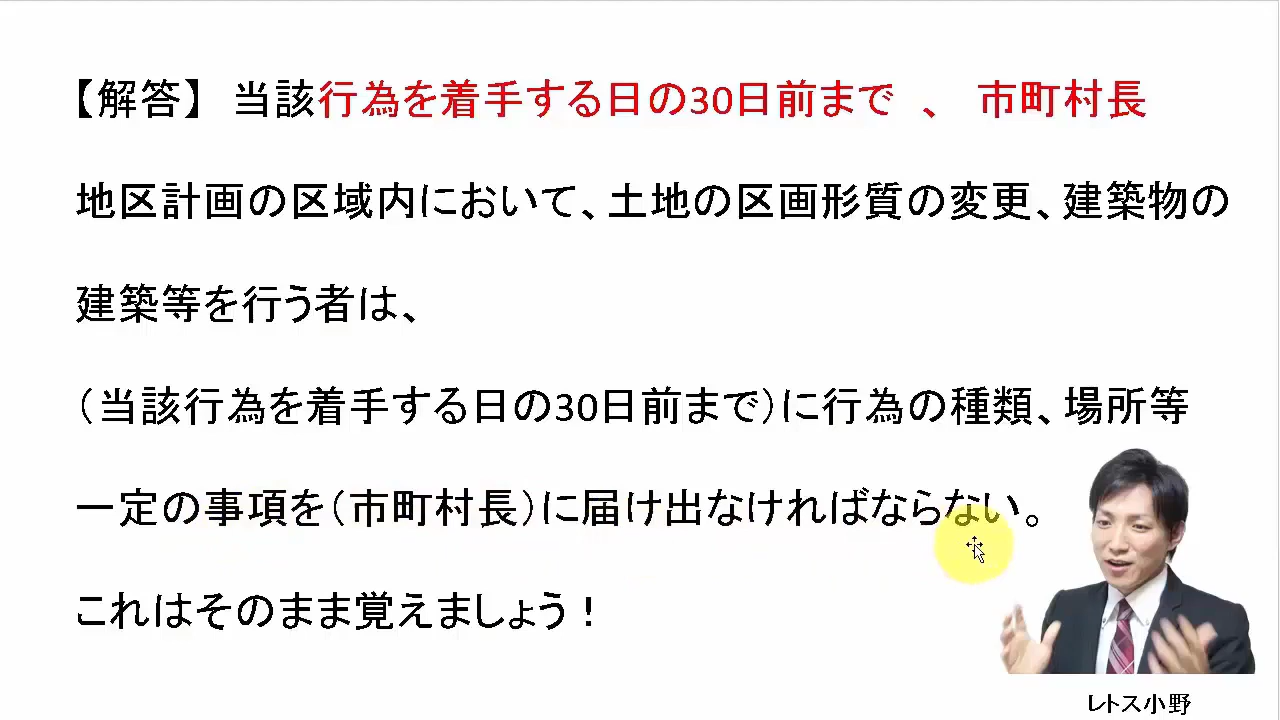 【解答】 当該行為を着手する日の30日前まで 、 市町村長
地区計画の区域内において、土地の区画形質の変更、建築物の
建築等を行う者は、
（当該行為を着手する日の30日前まで）に行為の種類、場所等
一定の事項を（市町村長）に届け出なければならない。
これはそのまま覚えましょう！
レトス小野